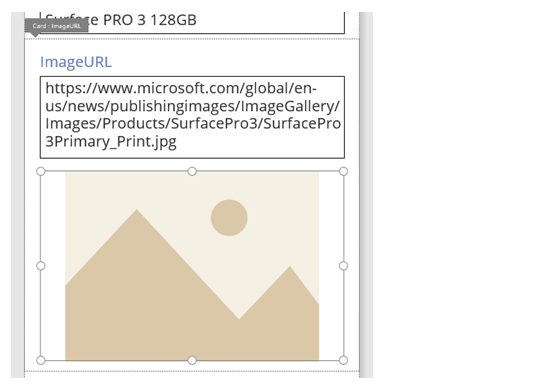 Surface PRO 3 128GB
Card : ImageURL
ImageURL
https://www.microsoft.com/global/en-
us/news/publishingimages/ImageGallery/
Images/Products/SurfacePro3/SurfacePro
3Primary_Print.jpg